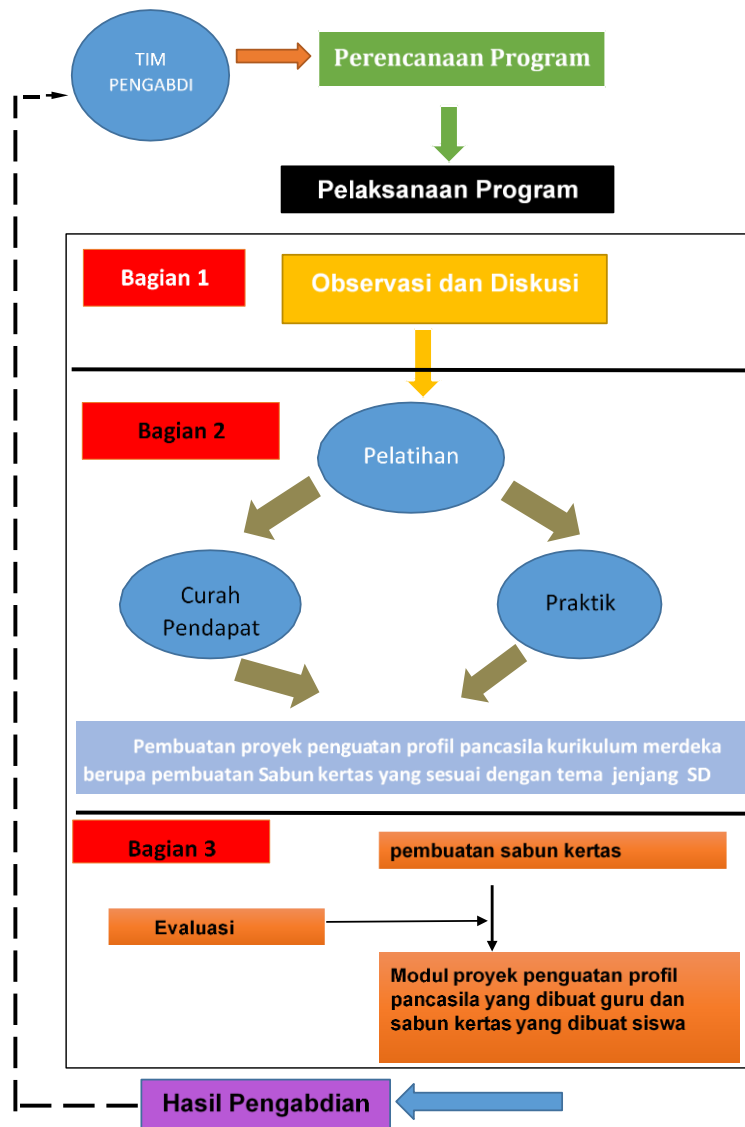 TIM
PENGABDI
Perencanaan Program
Pelaksanaan Program
Bagian 1
Observasi dan Diskusi
Bagian 2
Pelatihan
Curah
Pendapat
Praktik
Pembuatan proyek penguatan profil pancasila kurikulum merdeka
berupa pembuatan Sabun kertas yang sesuai dengan tema jenjang SD
Bagian 3
pembuatan sabun kertas
Evaluasi
Modul proyek penguatan profil
pancasila yang dibuat guru dan
sabun kertas yang dibuat siswa
Hasil Pengabdian